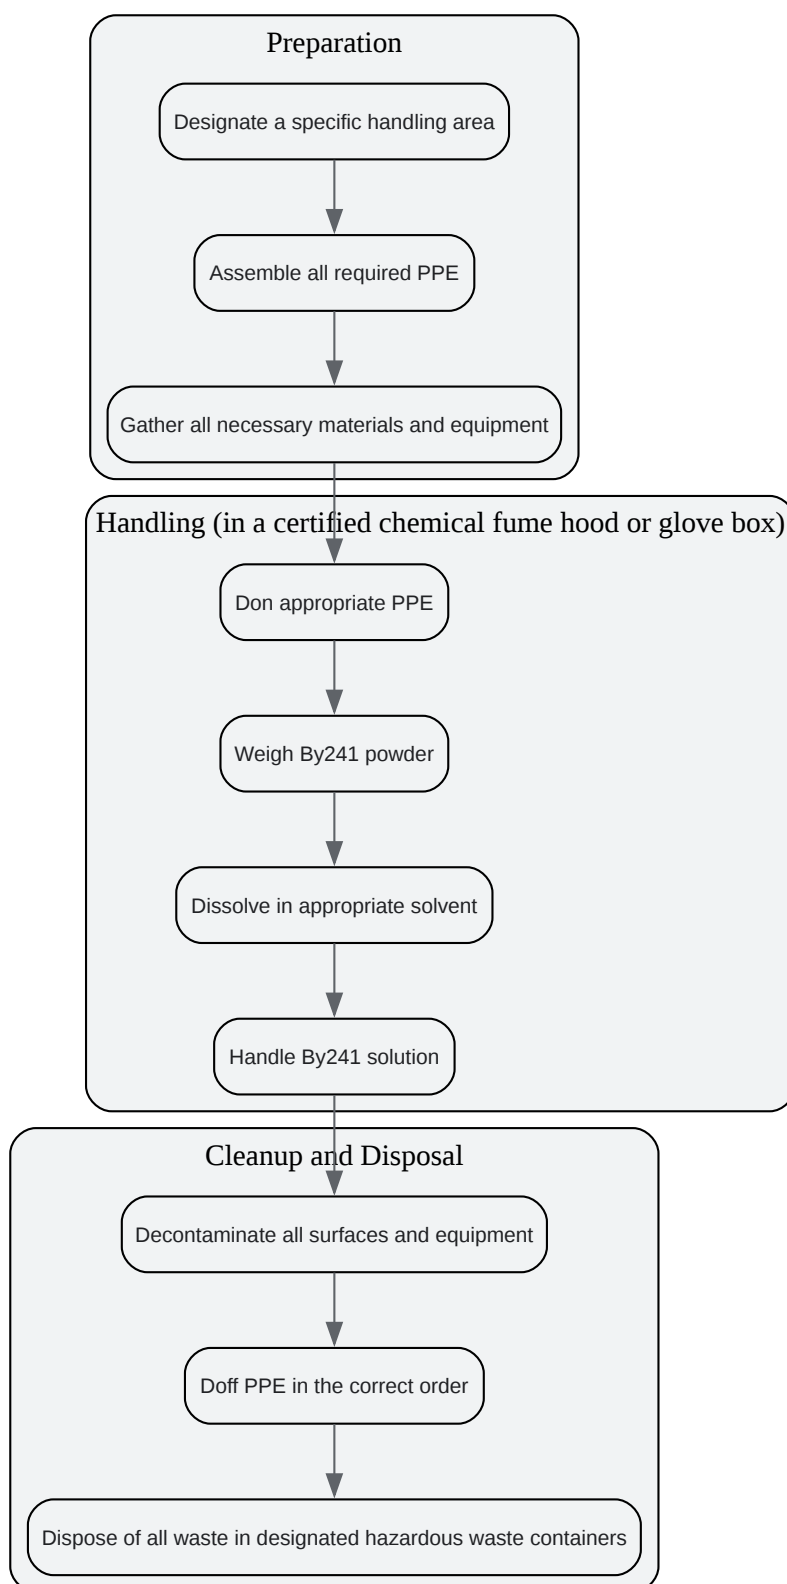 Preparation
Designate a specific handling area
Assemble all required PPE
Gather all necessary materials and equipment
Handling (in a certified chemical fume hood or glove box)
Don appropriate PPE
Weigh By241 powder
Dissolve in appropriate solvent
Handle By241 solution
Cleanup and Disposal
Decontaminate all surfaces and equipment
Doff PPE in the correct order
Dispose of all waste in designated hazardous waste containers